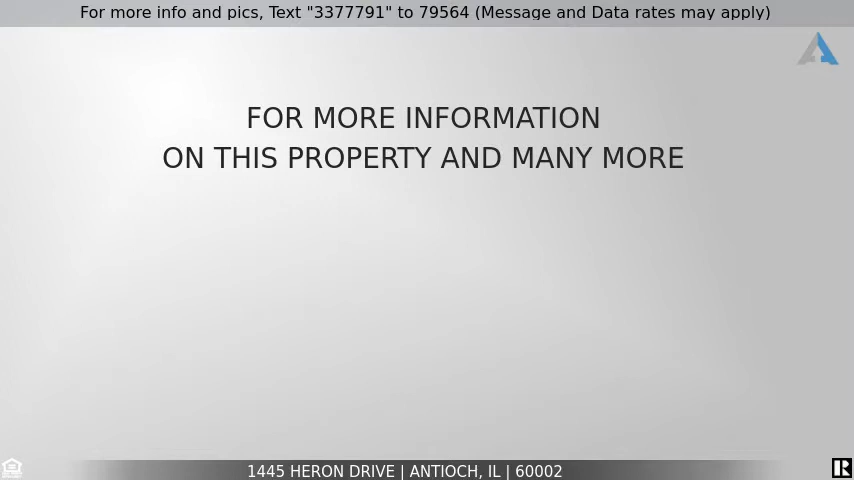 For more info and pics, Text "3377791" to 79564 (Message and Data rates may apply)
FOR MORE INFORMATION
ON THIS PROPERTY AND MANY MORE
1445 HERON DRIVE | ANTIOCH, IL | 60002